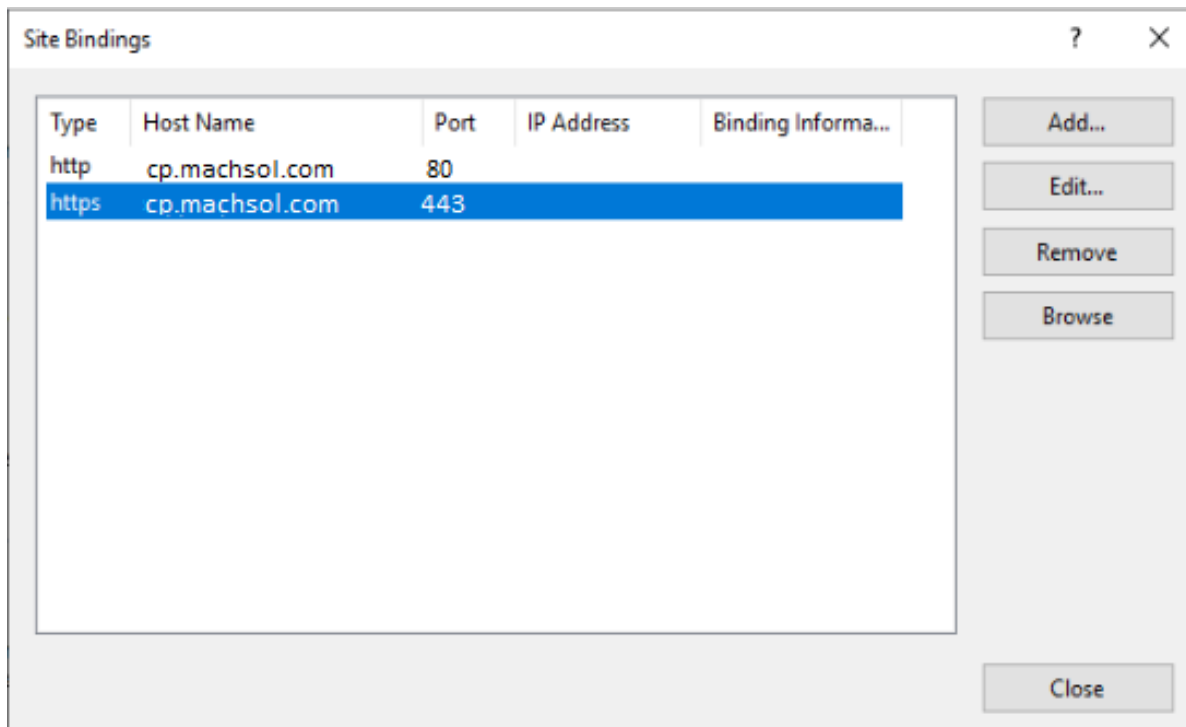 Site Bindings ?
Type Host Name Port IP Address Binding Informa...
http cp.machsol.com 80
https cp.machsol.com 443
Add...
Edit...
Remove
Browse
Close